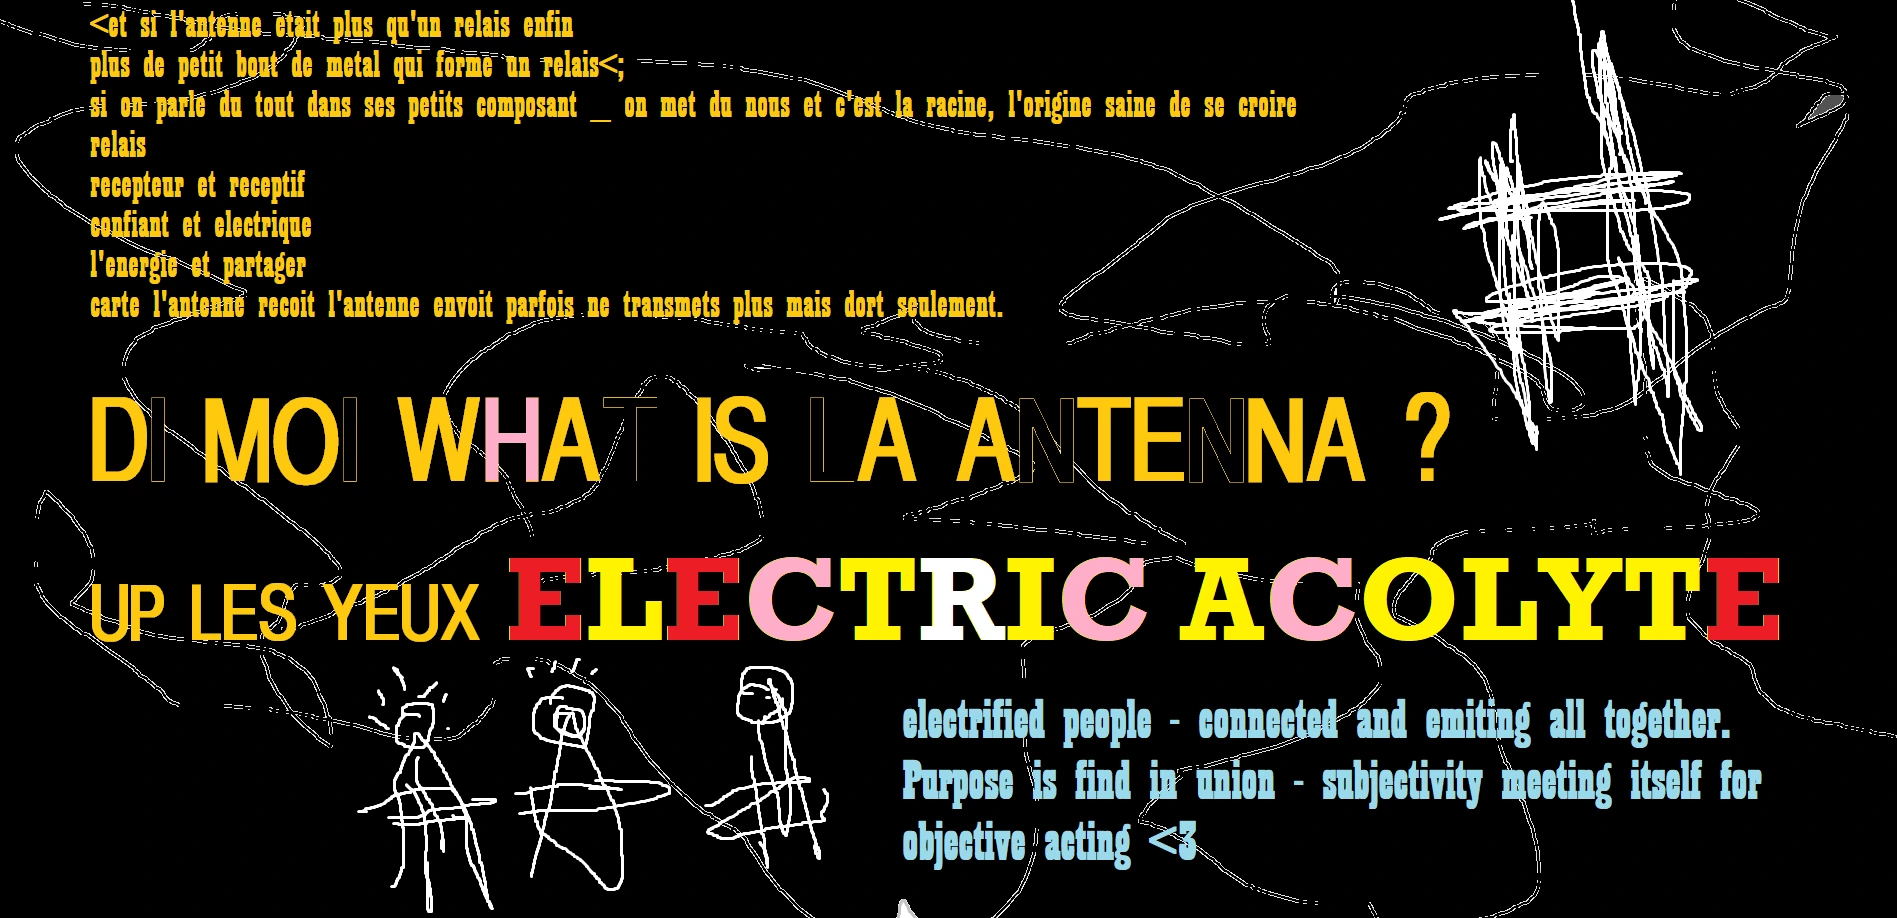 <et si l'antenne etait plus qu'un relais enfin
plus de petit bout de metal qui forme un relais<;
si on parle du tout dans ses petits composant _ on met du nous et c'est la racine, l'origine saine de se croire
relais
recepteur et receptif
confiant et electrique
l'energie et partager
carte l'antenne recoit l'antenne envoit parfois ne transmets plus mais dort seulement.
DI MOI WHAT IS LA ANTENNA ?
UP LES YEUX ELECTRIC ACOLYTE
electrified people - connected and emiting all together.
Purpose is find in union - subjectivity meeting itself for
objective acting <3